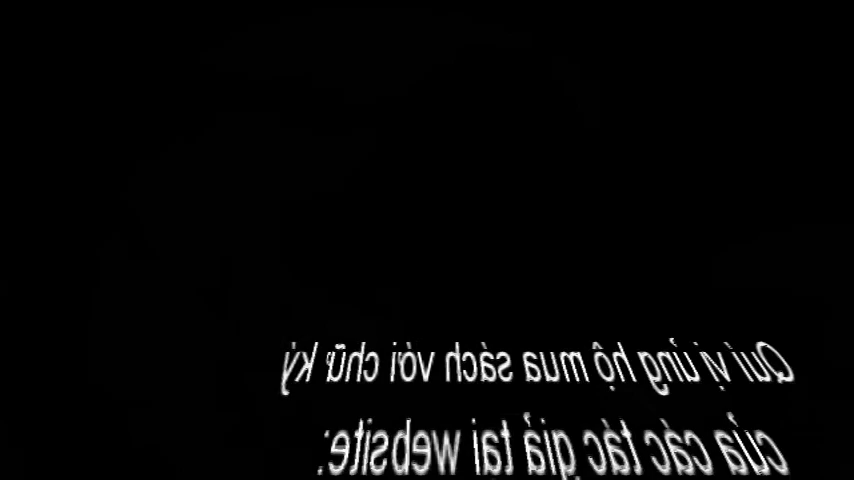 Quí vị ủng hộ mua sách với chữ ký
của các tác giả tại website: